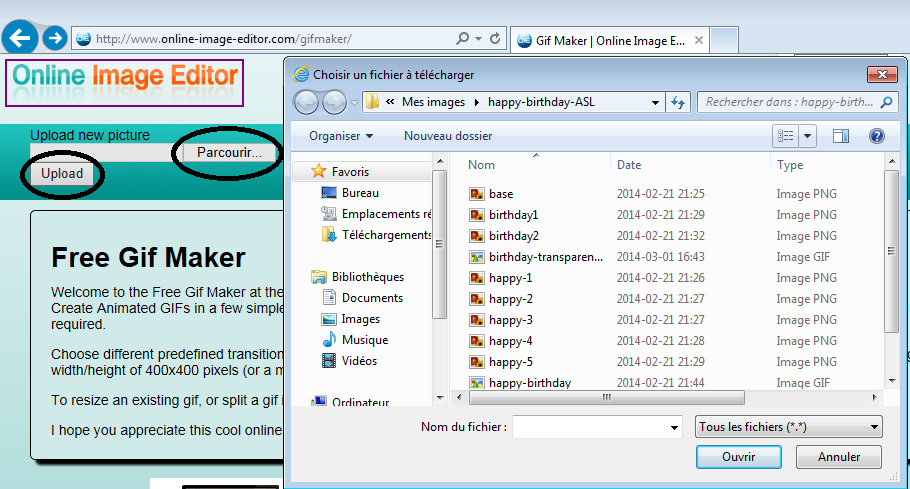 http://www.online-image-editor.com/gifmaker/
Gif Maker | Online Image E...
Online Image Editor
Upload new picture
Parcourir...
Upload
Free Gif Maker
Welcome to the Free Gif Maker at the
Create Animated GIFs in a few simple
required.
Choose different predefined transition
width/height of 400x400 pixels (or a m
To resize an existing gif, or split a gif i
I hope you appreciate this cool online
Choisir un fichier à télécharger
« Mes images happy-birthday-ASL
Rechercher dans : happy-birth...
Organiser Nouveau dossier
Favoris
Bureau
Emplacements ré
Téléchargements
Bibliothèques
Documents
Images
Musique
Vidéos
Ordinateur
Nom Date Type
base 2014-02-21 21:25 Image PNG
birthday1 2014-02-21 21:29 Image PNG
birthday2 2014-02-21 21:32 Image PNG
birthday-transparen... 2014-03-01 16:43 Image GIF
happy-1 2014-02-21 21:26 Image PNG
happy-2 2014-02-21 21:27 Image PNG
happy-3 2014-02-21 21:27 Image PNG
happy-4 2014-02-21 21:28 Image PNG
happy-5 2014-02-21 21:29 Image PNG
happy-birthday 2014-02-21 21:44 Image GIF
Nom du fichier :
Tous les fichiers (*.*)
Ouvrir Annuler